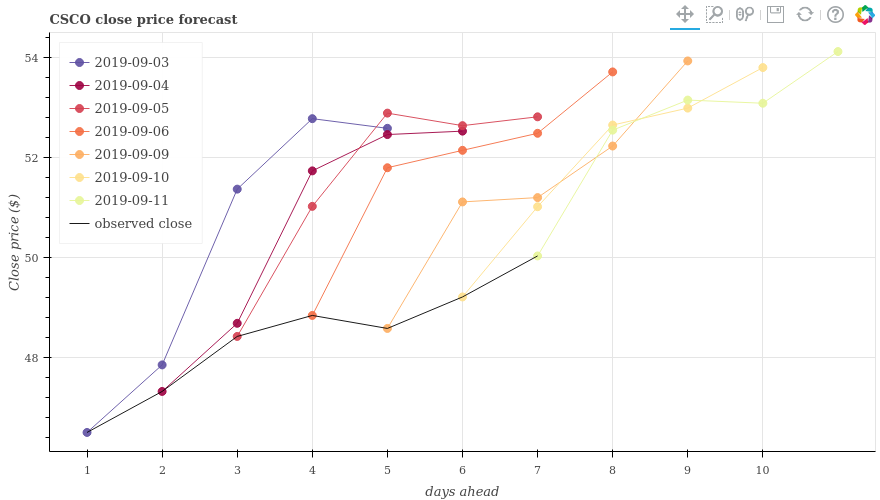 CSCO close price forecast
2019-09-03
2019-09-04
2019-09-05
2019-09-06
2019-09-09
2019-09-10
2019-09-11
observed close
Close price ($)
54
52
50
48
1 2 3 4 5 6 7 8 9 10
days ahead